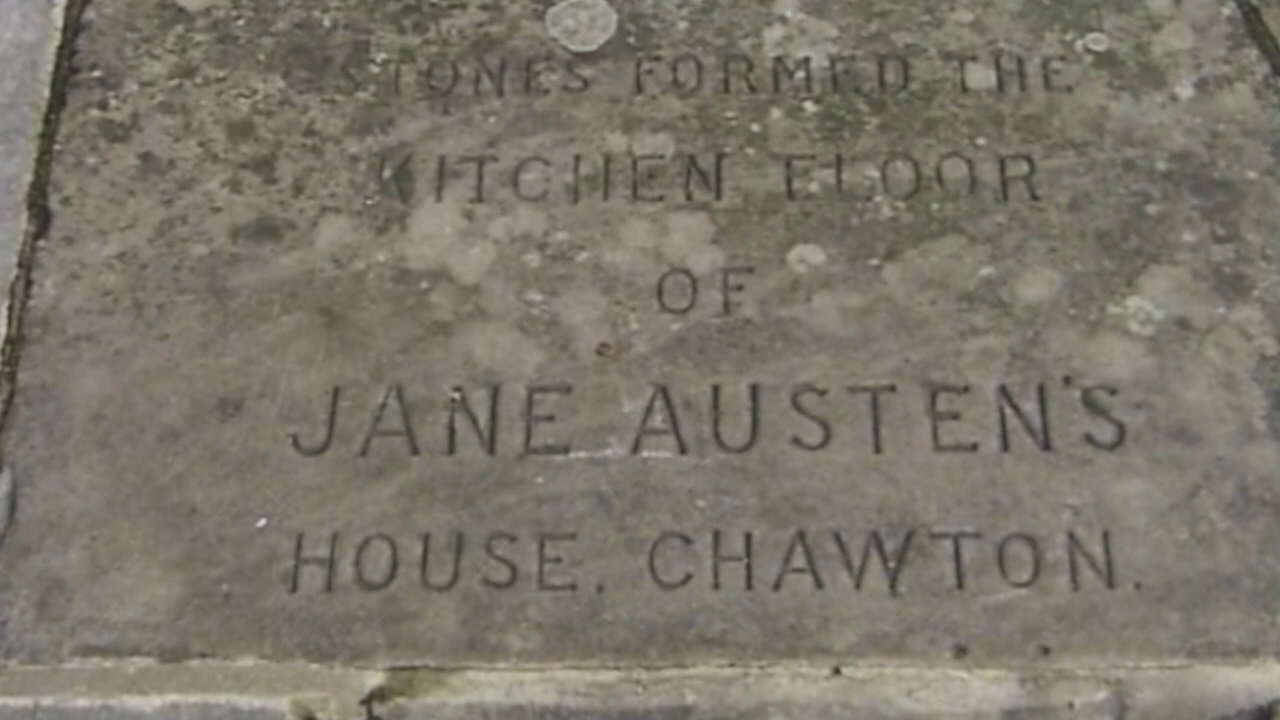 STONES FORMED THE
KITCHEN FLOOR
OF
JANE AUSTEN'S
HOUSE, CHAWTON.